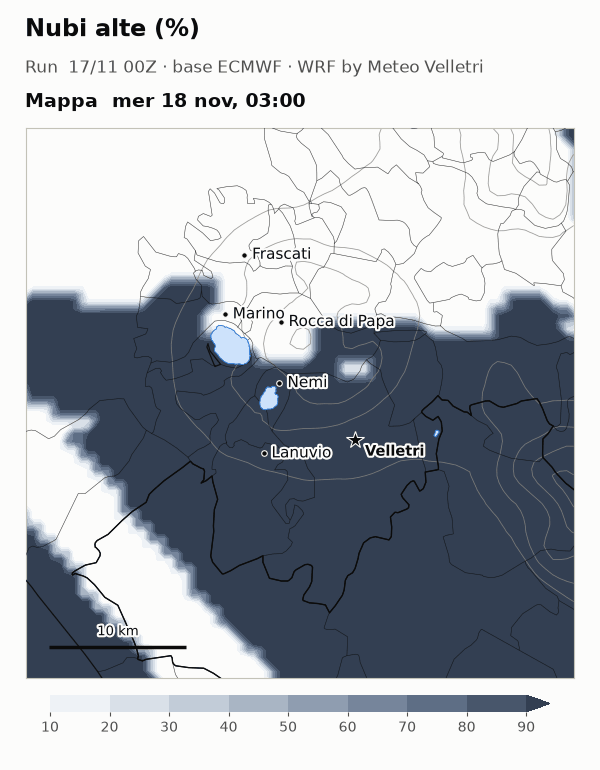 Nubi alte (%)
Run  17/11 00Z · base ECMWF · WRF by Meteo Velletri
Mappa  mer 18 nov, 03:00
Frascati
Marino
Rocca di Papa
Nemi
Velletri
Lanuvio
10 km
10 20 30 40 50 60 70 80 90